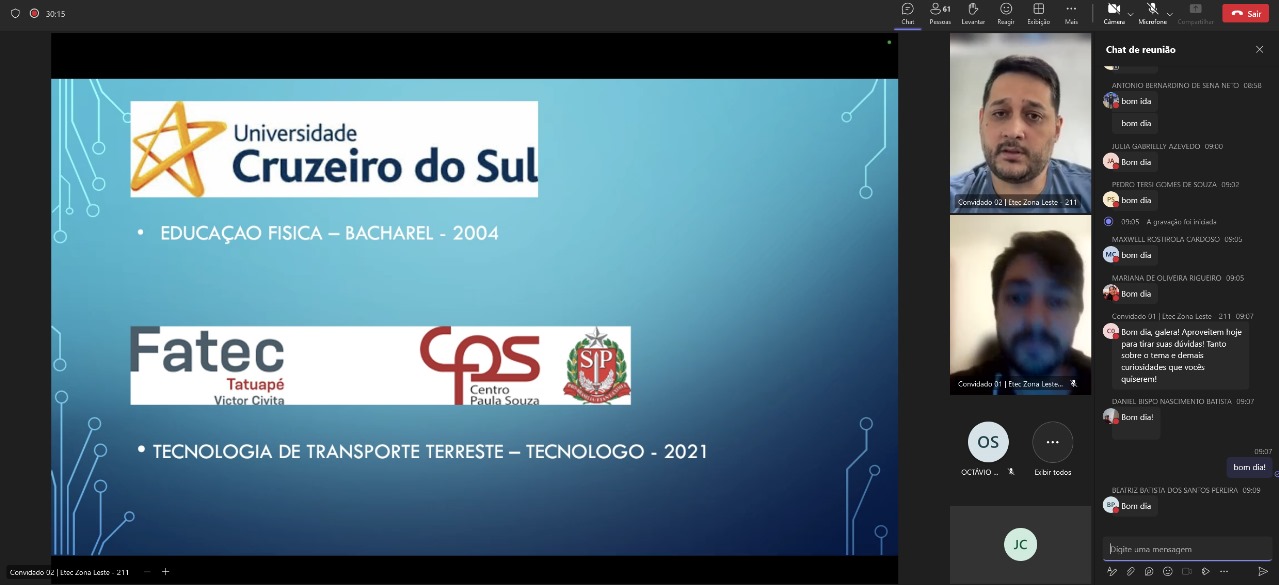 30:15
Chat
61
Pessoas
Levantar
Reagir
Exibição
Mais
Câmera
Microfone
Compartilhar
Sair
Universidade
Cruzeiro do Sul
• EDUCAÇAO FISICA – BACHAREL - 2004
Fatec
Tatuapé
Victor Civita
CPS
Centro
Paula Souza
SP
• TECNOLOGIA DE TRANSPORTE TERRESTE – TECNOLOGO - 2021
Convidado 02 | Etec Zona Leste - 211
Convidado 02 | Etec Zona Leste - 211
Convidado 01 | Etec Zona Leste...
OS
OCTÁVIO ...
Exibir todos
JC
Chat de reunião
ANTONIO BERNARDINO DE SENA NETO 08:58
bom ida
bom dia
JULIA GABRIELLY AZEVEDO 09:00
JA
Bom dia
PEDRO TERSI GOMES DE SOUZA 09:02
PS
bom dia
09:05 A gravação foi iniciada
MAXWELL ROSTIROLA CARDOSO 09:05
MC
bom dia
MARIANA DE OLIVEIRA RIGUEIRO 09:05
Bom dia
Convidado 01 | Etec Zona Leste - 211 09:07
Bom dia, galera! Aproveitem hoje
para tirar suas dúvidas! Tanto
sobre o tema e demais
curiosidades que vocês
quiserem!
DANIEL BISPO NASCIMENTO BATISTA 09:07
Bom dia!
09:07
bom dia!
BEATRIZ BATISTA DOS SANTOS PEREIRA 09:09
BP
Bom dia
Digite uma mensagem